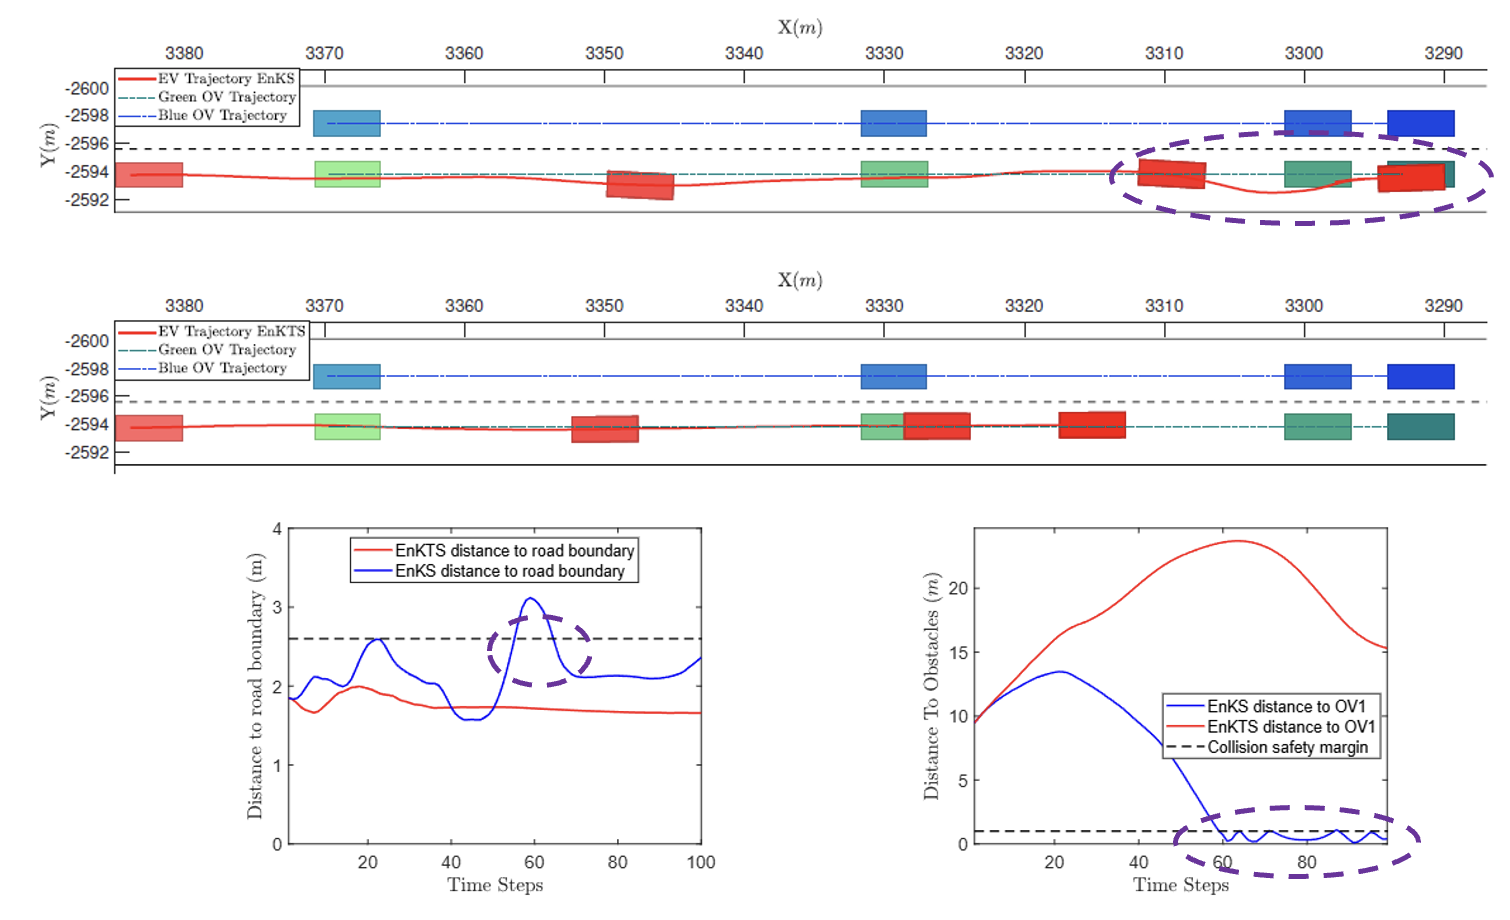 X(m)
3380 3370 3360 3350 3340 3330 3320 3310 3300 3290
EV Trajectory EnKS
Green OV Trajectory
Blue OV Trajectory
Y(m)
-2600
-2598
-2596
-2594
-2592
X(m)
3380 3370 3360 3350 3340 3330 3320 3310 3300 3290
EV Trajectory EnKTS
Green OV Trajectory
Blue OV Trajectory
Y(m)
-2600
-2598
-2596
-2594
-2592
Distance to road boundary (m)
4
3
2
1
0
EnKTS distance to road boundary
EnKS distance to road boundary
20 40 60 80 100
Time Steps
Distance To Obstacles (m)
20
15
10
5
0
EnKS distance to OV1
EnKTS distance to OV1
Collision safety margin
20 40 60 80
Time Steps